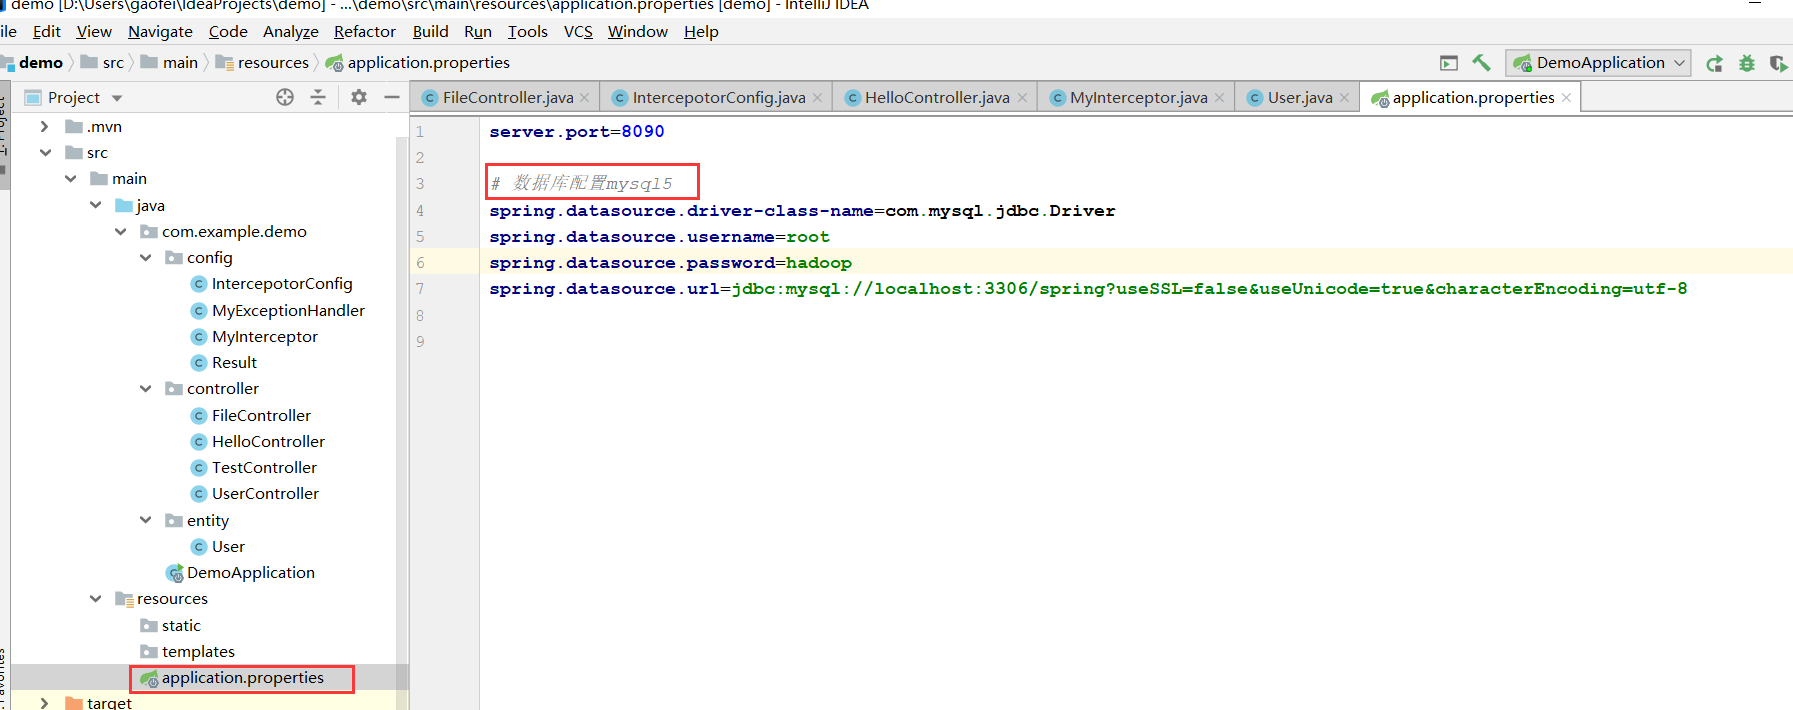 demo [D:\Users\gaofei\IdeaProjects\demo] - ...\demo\src\main\resources\application.properties [demo] - IntelliJ IDEA
Edit View Navigate Code Analyze Refactor Build Run Tools VCS Window Help
demo src main resources application.properties DemoApplication
Project
FileController.java IntercepotorConfig.java HelloController.java MyInterceptor.java User.java application.properties
.mvn
src
main
java
com.example.demo
config
IntercepotorConfig
MyExceptionHandler
MyInterceptor
Result
controller
FileController
HelloController
TestController
UserController
entity
User
DemoApplication
resources
static
templates
application.properties
target
1 server.port=8090
2
3 # 数据库配置mysql5
4 spring.datasource.driver-class-name=com.mysql.jdbc.Driver
5 spring.datasource.username=root
6 spring.datasource.password=hadoop
7 spring.datasource.url=jdbc:mysql://localhost:3306/spring?useSSL=false&useUnicode=true&characterEncoding=utf-8
8
9